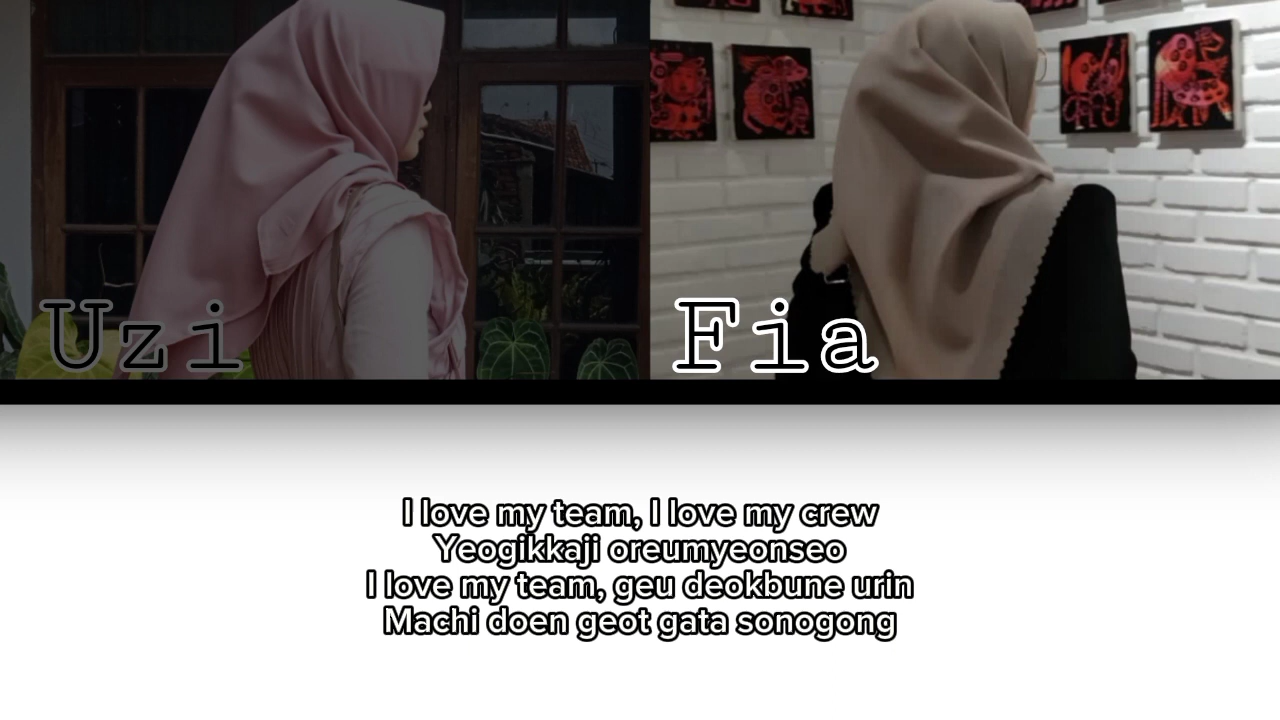 Uzi
Fia
I love my team, I love my crew
Yeogikkaji oreumyeonseo
I love my team, geu deokbune urin
Machi doen geot gata sonogong